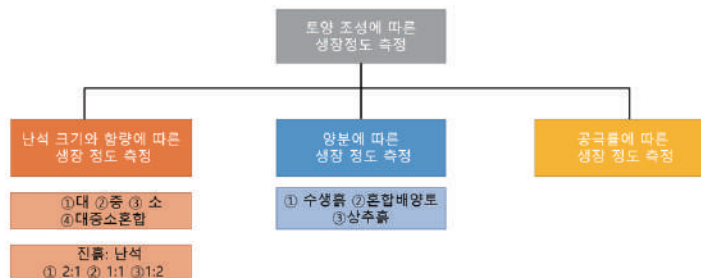 토양 조성에 따른
생장정도 측정
난석 크기와 함량에 따른
생장 정도 측정
양분에 따른
생장 정도 측정
공극률에 따른
생장 정도 측정
①대 ②중 ③ 소
④대중소혼합
① 수생흙 ②혼합배양토
③상추흙
진흙: 난석
① 2:1 ② 1:1 ③1:2